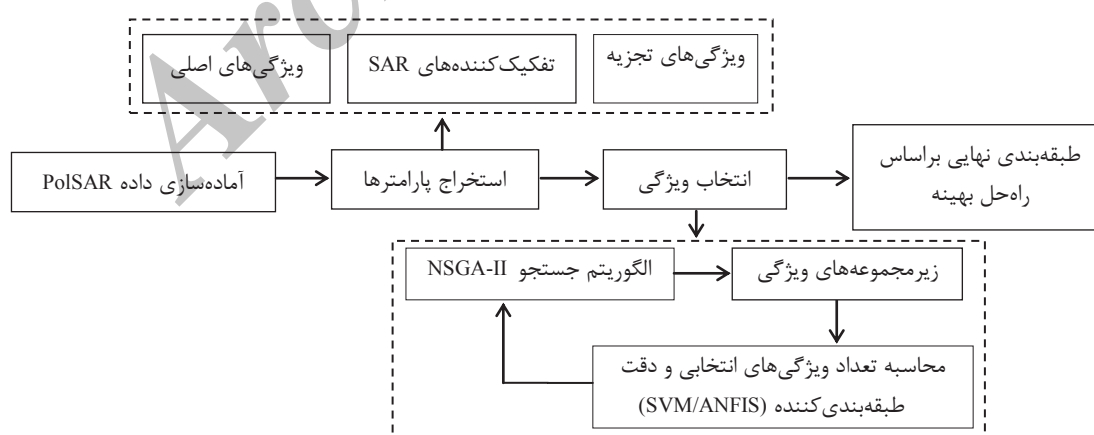 ویژگی‌های اصلی
تفکیک‌کننده‌های SAR
ویژگی‌های تجزیه
آماده‌سازی داده PolSAR
استخراج پارامترها
انتخاب ویژگی
طبقه‌بندی نهایی براساس
راه‌حل بهینه
الگوریتم جستجو NSGA-II
زیرمجموعه‌های ویژگی
محاسبه تعداد ویژگی‌های انتخابی و دقت
طبقه‌بندی‌کننده (SVM/ANFIS)